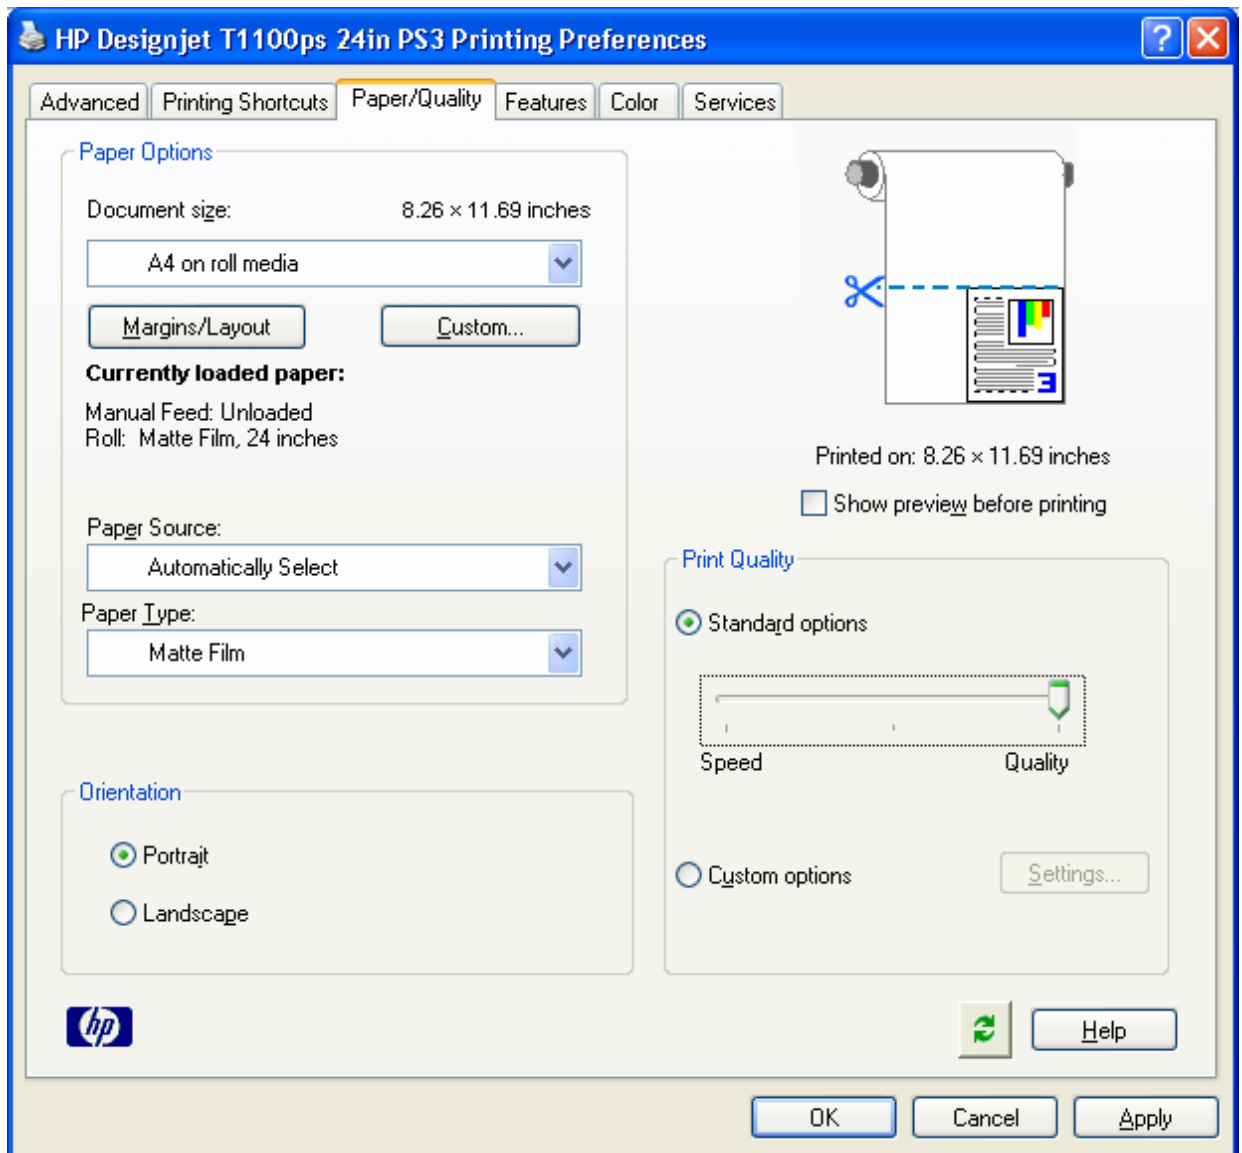 HP Designjet T1100ps 24in PS3 Printing Preferences
Advanced Printing Shortcuts Paper/Quality Features Color Services
Paper Options
Document size: 8.26 × 11.69 inches
A4 on roll media
Margins/Layout Custom...
Currently loaded paper:
Manual Feed: Unloaded
Roll: Matte Film, 24 inches
Paper Source:
Automatically Select
Paper Type:
Matte Film
Orientation
Portrait
Landscape
3
Printed on: 8.26 × 11.69 inches
Show preview before printing
Print Quality
Standard options
Speed Quality
Custom options Settings...
hp
Help
OK Cancel Apply